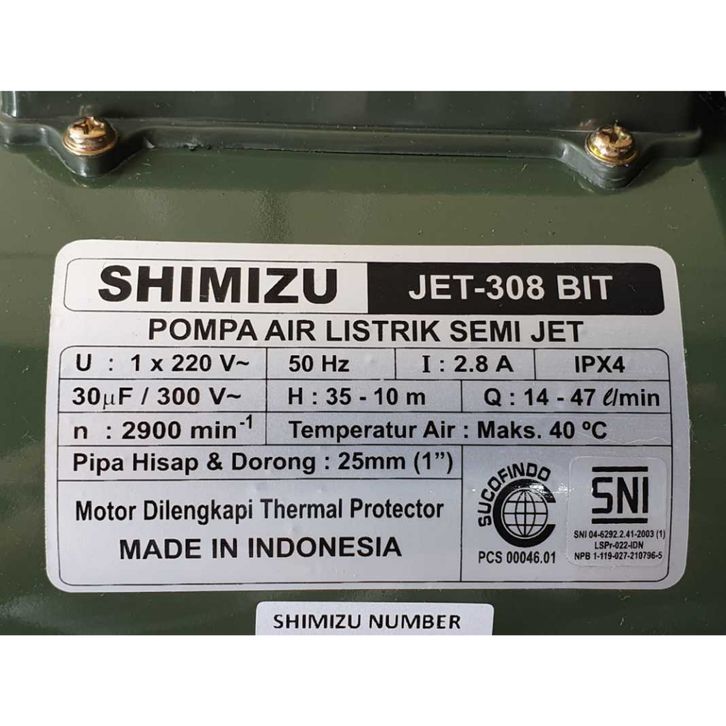 SHIMIZU JET-308 BIT
POMPA AIR LISTRIK SEMI JET
U : 1 x 220 V~ 50 Hz I : 2.8 A IPX4
30µF / 300 V~ H : 35 - 10 m Q : 14 - 47 ℓ/min
n : 2900 min⁻¹ Temperatur Air : Maks. 40 ºC
Pipa Hisap & Dorong : 25mm (1")
Motor Dilengkapi Thermal Protector
MADE IN INDONESIA
SUCOFINDO
PCS 00046.01
SNI
SNI 04-6292.2.41-2003 (1)
LSPr-022-IDN
NPB 1-119-027-210796-5
SHIMIZU NUMBER